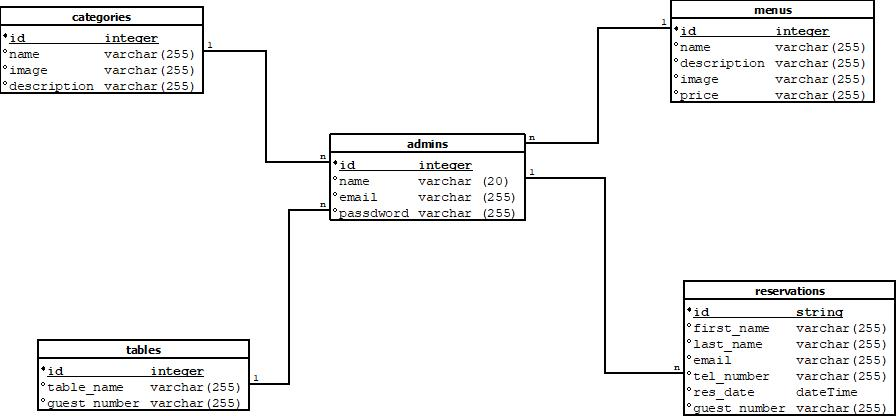 categories
id integer
name varchar(255)
image varchar(255)
description varchar(255)
1
menus
1
id integer
name varchar(255)
description varchar(255)
image varchar(255)
price varchar(255)
n
admins
n
id integer
1
name varchar (20)
email varchar (255)
n
passdword varchar (255)
reservations
id string
first_name varchar(255)
last_name varchar(255)
email varchar(255)
n
tel_number varchar(255)
res_date dateTime
guest_number varchar(255)
tables
id integer
table_name varchar(255)
1
guest_number varchar(255)